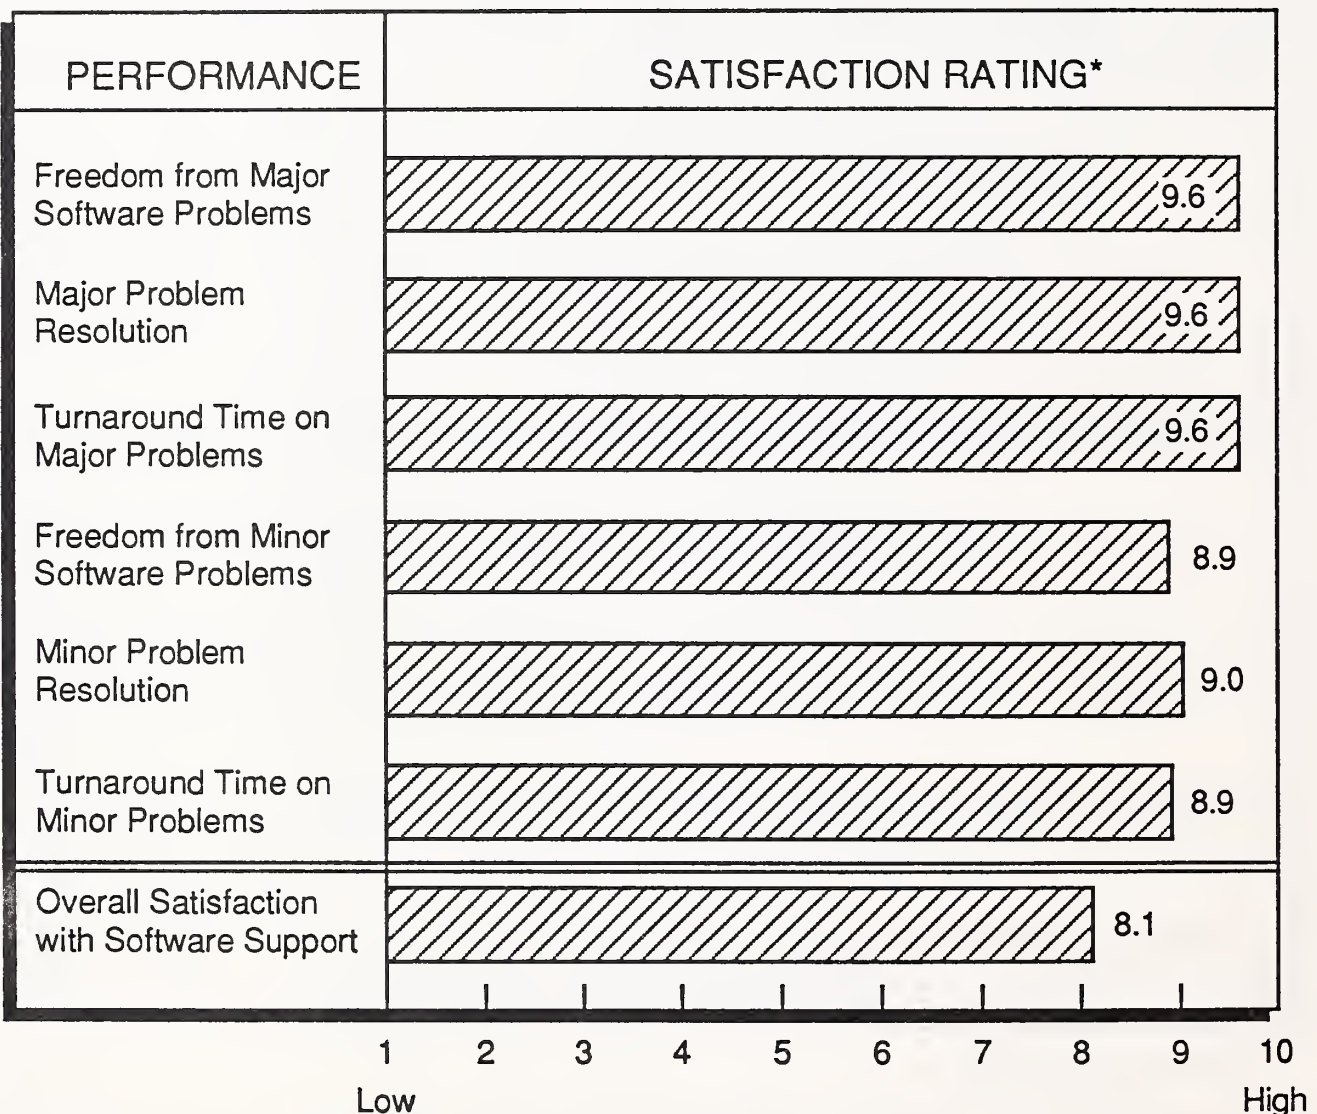 PERFORMANCE
SATISFACTION RATING*
Freedom from Major
Software Problems
9.6
Major Problem
Resolution
9.6
Turnaround Time on
Major Problems
9.6
Freedom from Minor
Software Problems
8.9
Minor Problem
Resolution
9.0
Turnaround Time on
Minor Problems
8.9
Overall Satisfaction
with Software Support
8.1
1 2 3 4 5 6 7 8 9 10
Low High